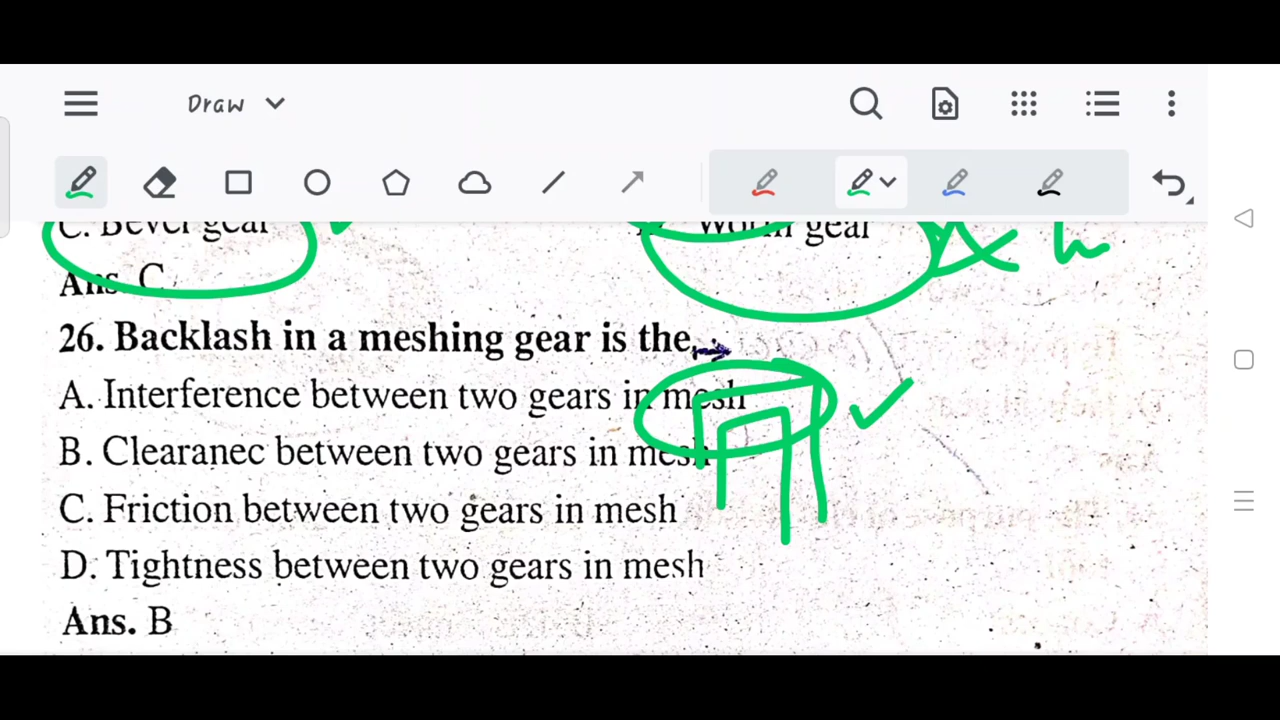 Draw
C. Bevel gear
Worm gear
Ans. C
26. Backlash in a meshing gear is the
A. Interference between two gears in mesh
B. Clearanec between two gears in mesh
C. Friction between two gears in mesh
D. Tightness between two gears in mesh
Ans. B